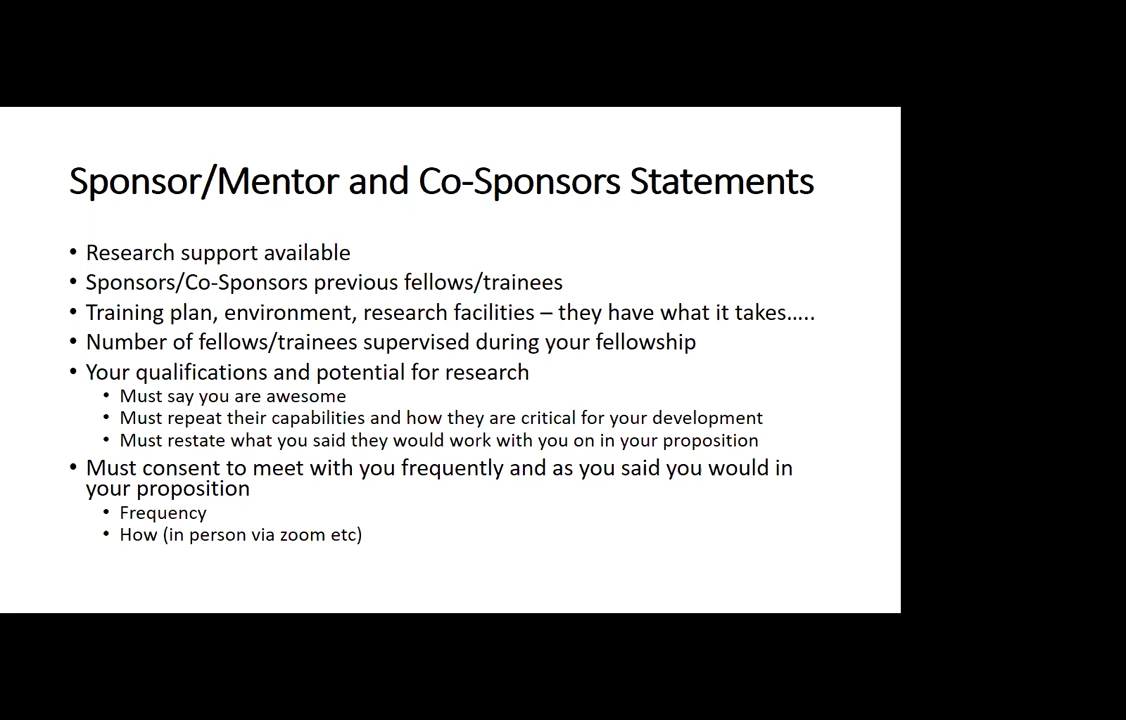 Sponsor/Mentor and Co-Sponsors Statements
• Research support available
• Sponsors/Co-Sponsors previous fellows/trainees
• Training plan, environment, research facilities – they have what it takes…..
• Number of fellows/trainees supervised during your fellowship
• Your qualifications and potential for research
• Must say you are awesome
• Must repeat their capabilities and how they are critical for your development
• Must restate what you said they would work with you on in your proposition
• Must consent to meet with you frequently and as you said you would in
your proposition
• Frequency
• How (in person via zoom etc)